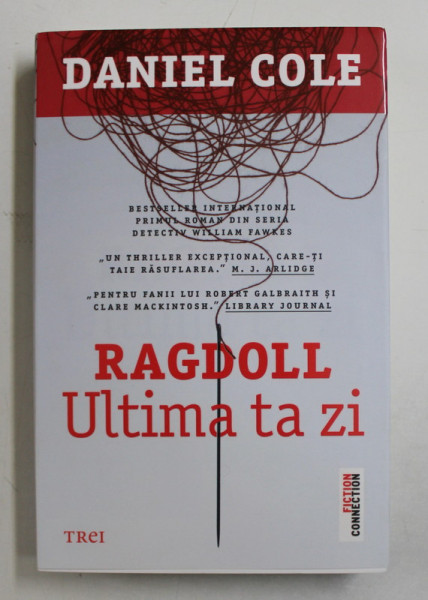 DANIEL COLE
BESTSELLER INTERNAȚIONAL
PRIMUL ROMAN DIN SERIA
DETECTIV WILLIAM FAWKES
„UN THRILLER EXCEPȚIONAL, CARE-ȚI
TAIE RĂSUFLAREA.” M. J. ARLIDGE
„PENTRU FANII LUI ROBERT GALBRAITH ȘI
CLARE MACKINTOSH.” LIBRARY JOURNAL
RAGDOLL
Ultima ta zi
FICTION
CONNECTION
TREI